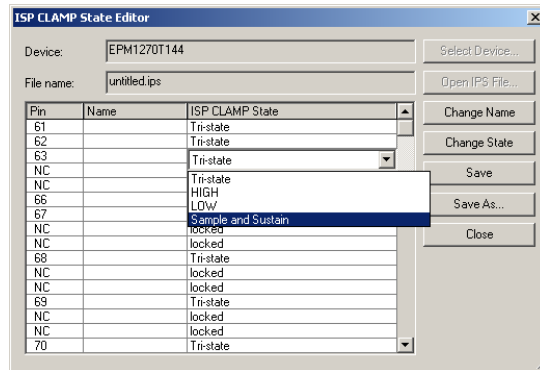 ISP CLAMP State Editor
Device: EPM1270T144 Select Device...
File name: untitled.ips Open IPS File...
Pin Name ISP CLAMP State Change Name
61 Tri-state
62 Tri-state Change State
63 Tri-state
NC Tri-state Save
NC HIGH
66 LOW Save As...
67 Sample and Sustain
NC locked Close
NC locked
68 Tri-state
NC locked
NC locked
69 Tri-state
NC locked
NC locked
70 Tri-state